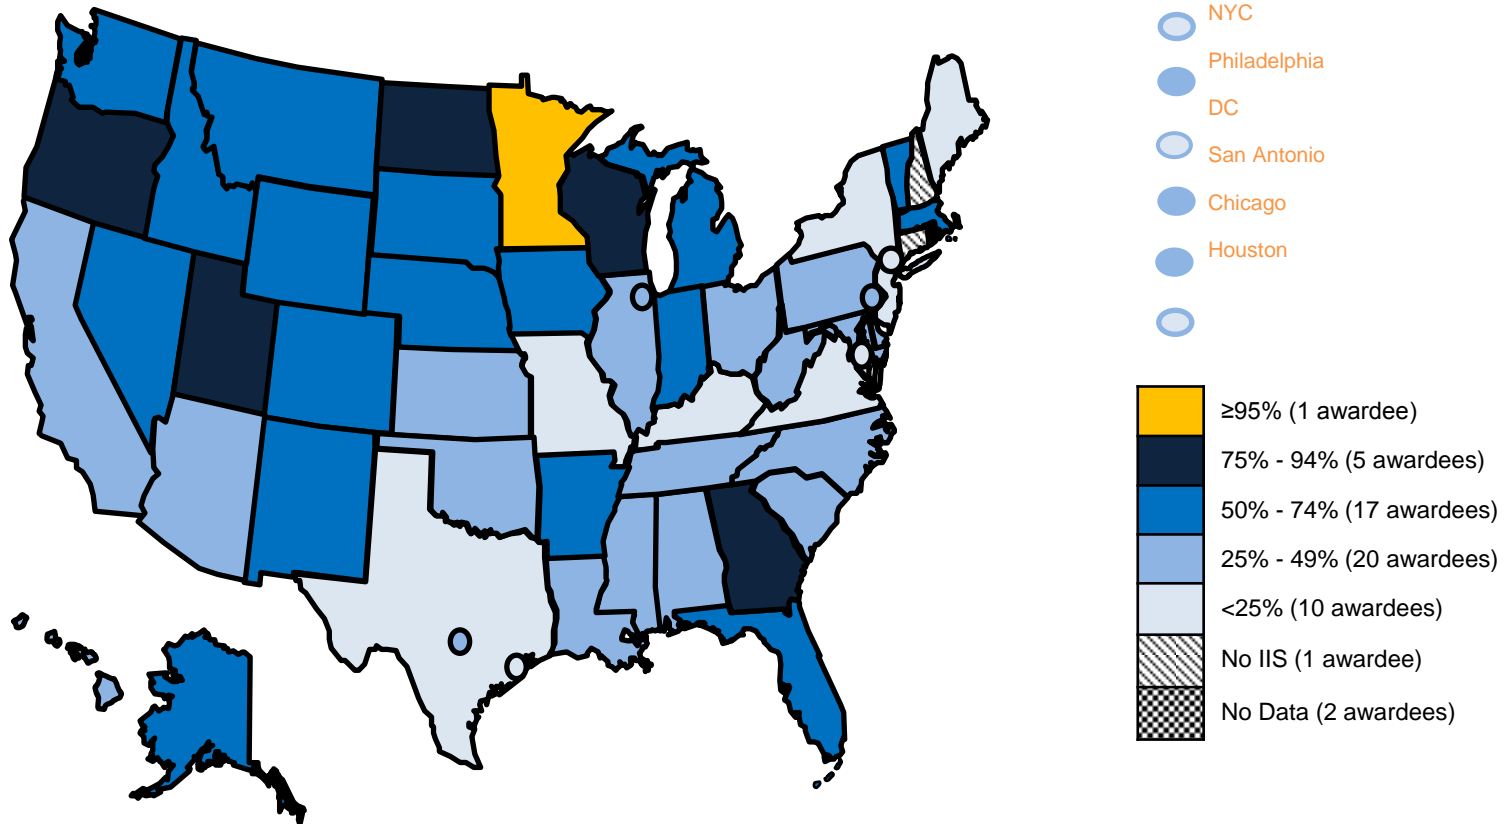 NYC
Philadelphia
DC
San Antonio
Chicago
Houston
≥95% (1 awardee)
75% - 94% (5 awardees)
50% - 74% (17 awardees)
25% - 49% (20 awardees)
<25% (10 awardees)
No IIS (1 awardee)
No Data (2 awardees)